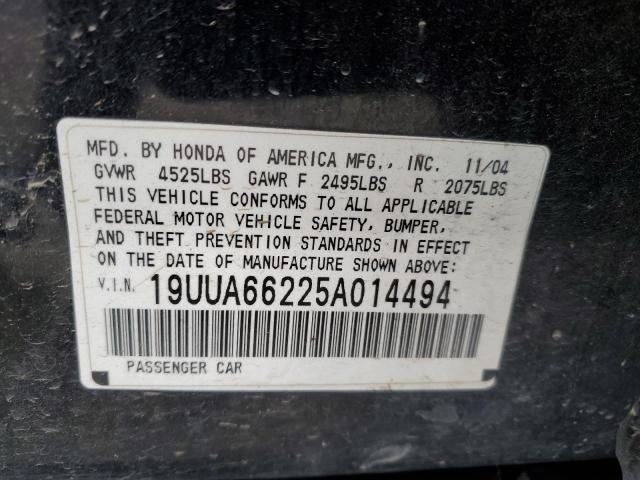 MFD. BY HONDA OF AMERICA MFG., INC. 11/04
GVWR 4525LBS GAWR F 2495LBS R 2075LBS
THIS VEHICLE CONFORMS TO ALL APPLICABLE
FEDERAL MOTOR VEHICLE SAFETY, BUMPER,
AND THEFT PREVENTION STANDARDS IN EFFECT
ON THE DATE OF MANUFACTURE SHOWN ABOVE:
V.I.N. 19UUA66225A014494
PASSENGER CAR